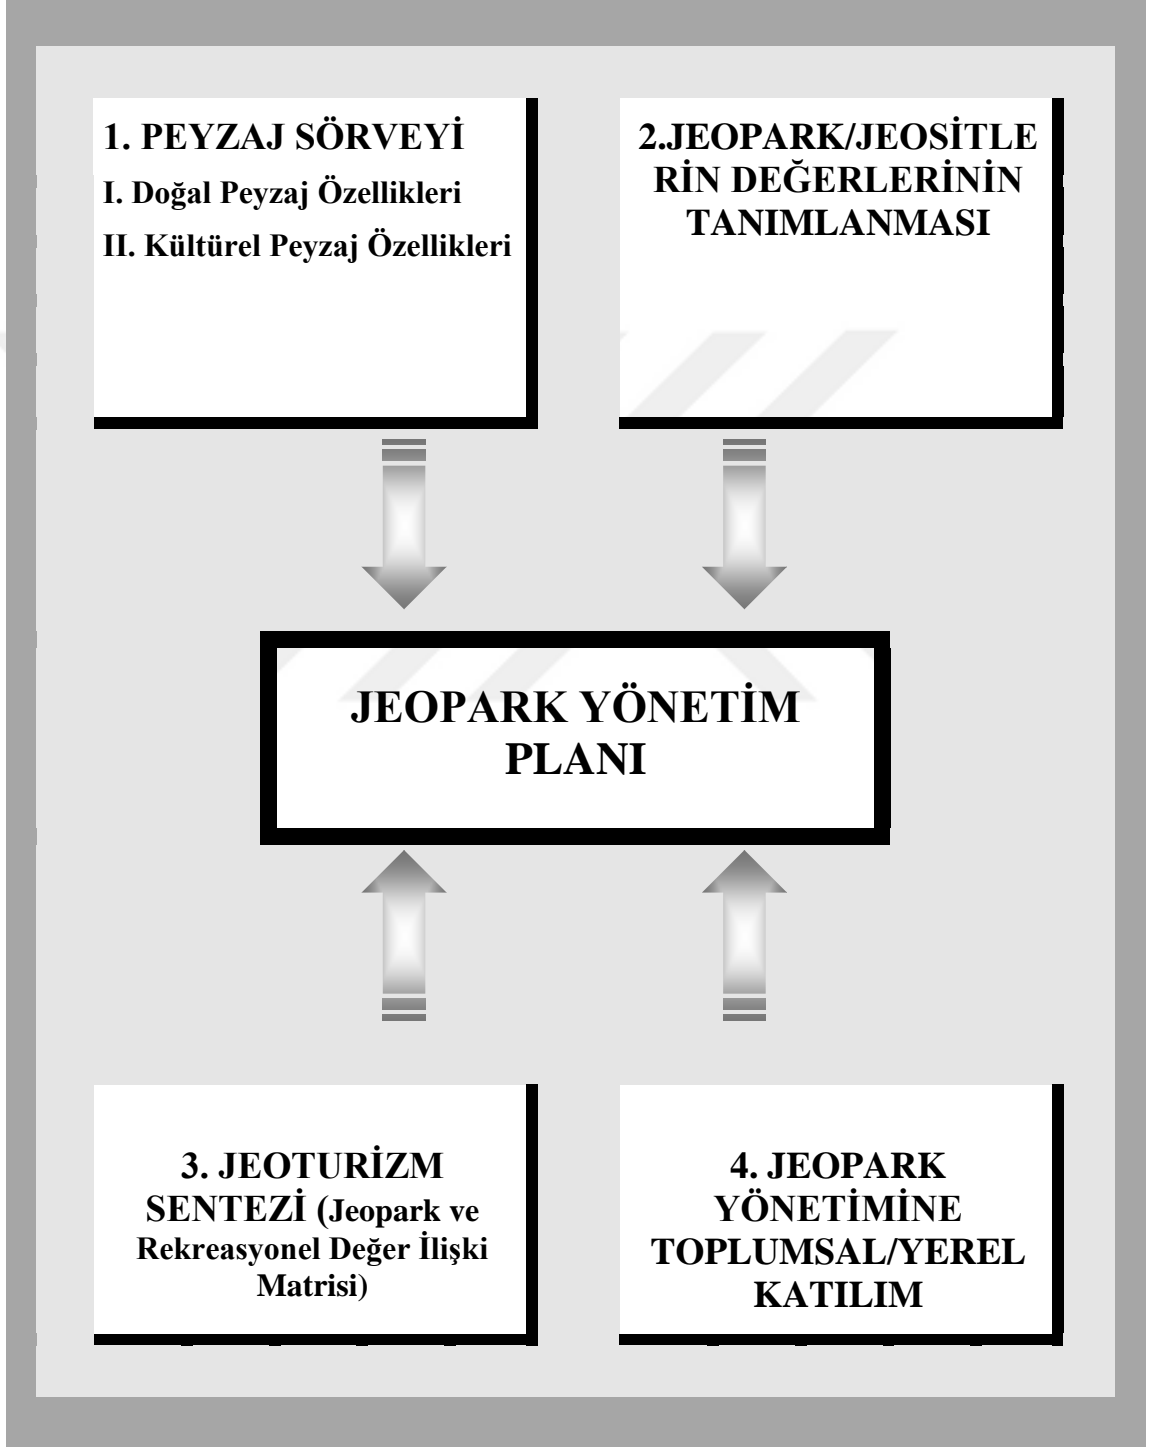 1. PEYZAJ SÖRVEYİ
I. Doğal Peyzaj Özellikleri
II. Kültürel Peyzaj Özellikleri
2.JEOPARK/JEOSİTLE
RİN DEĞERLERİNİN
TANIMLANMASI
JEOPARK YÖNETİM
PLANI
3. JEOTURİZM
SENTEZİ (Jeopark ve
Rekreasyonel Değer İlişki
Matrisi)
4. JEOPARK
YÖNETİMİNE
TOPLUMSAL/YEREL
KATILIM